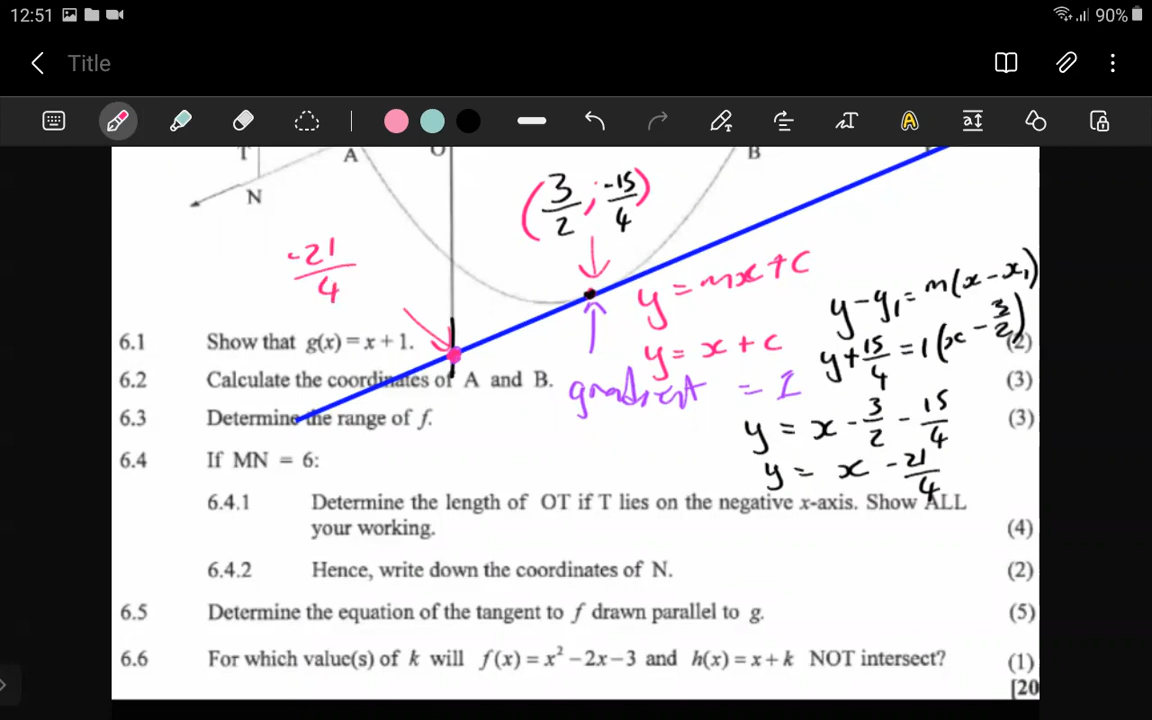 12:51 90%
Title
T A O B
N
(3/2 ; -15/4)
-21/4
y = mx + c
y - y₁ = m(x - x₁)
6.1 Show that g(x) = x + 1. (2)
y = x + c
y + 15/4 = 1(x - 3/2)
6.2 Calculate the coordinates of A and B. (3)
gradient = 1
6.3 Determine the range of f. (3)
y = x - 3/2 - 15/4
6.4 If MN = 6:
y = x - 21/4
6.4.1 Determine the length of OT if T lies on the negative x-axis. Show ALL
your working. (4)
6.4.2 Hence, write down the coordinates of N. (2)
6.5 Determine the equation of the tangent to f drawn parallel to g. (5)
6.6 For which value(s) of k will f(x) = x² – 2x – 3 and h(x) = x + k NOT intersect? (1)
[20